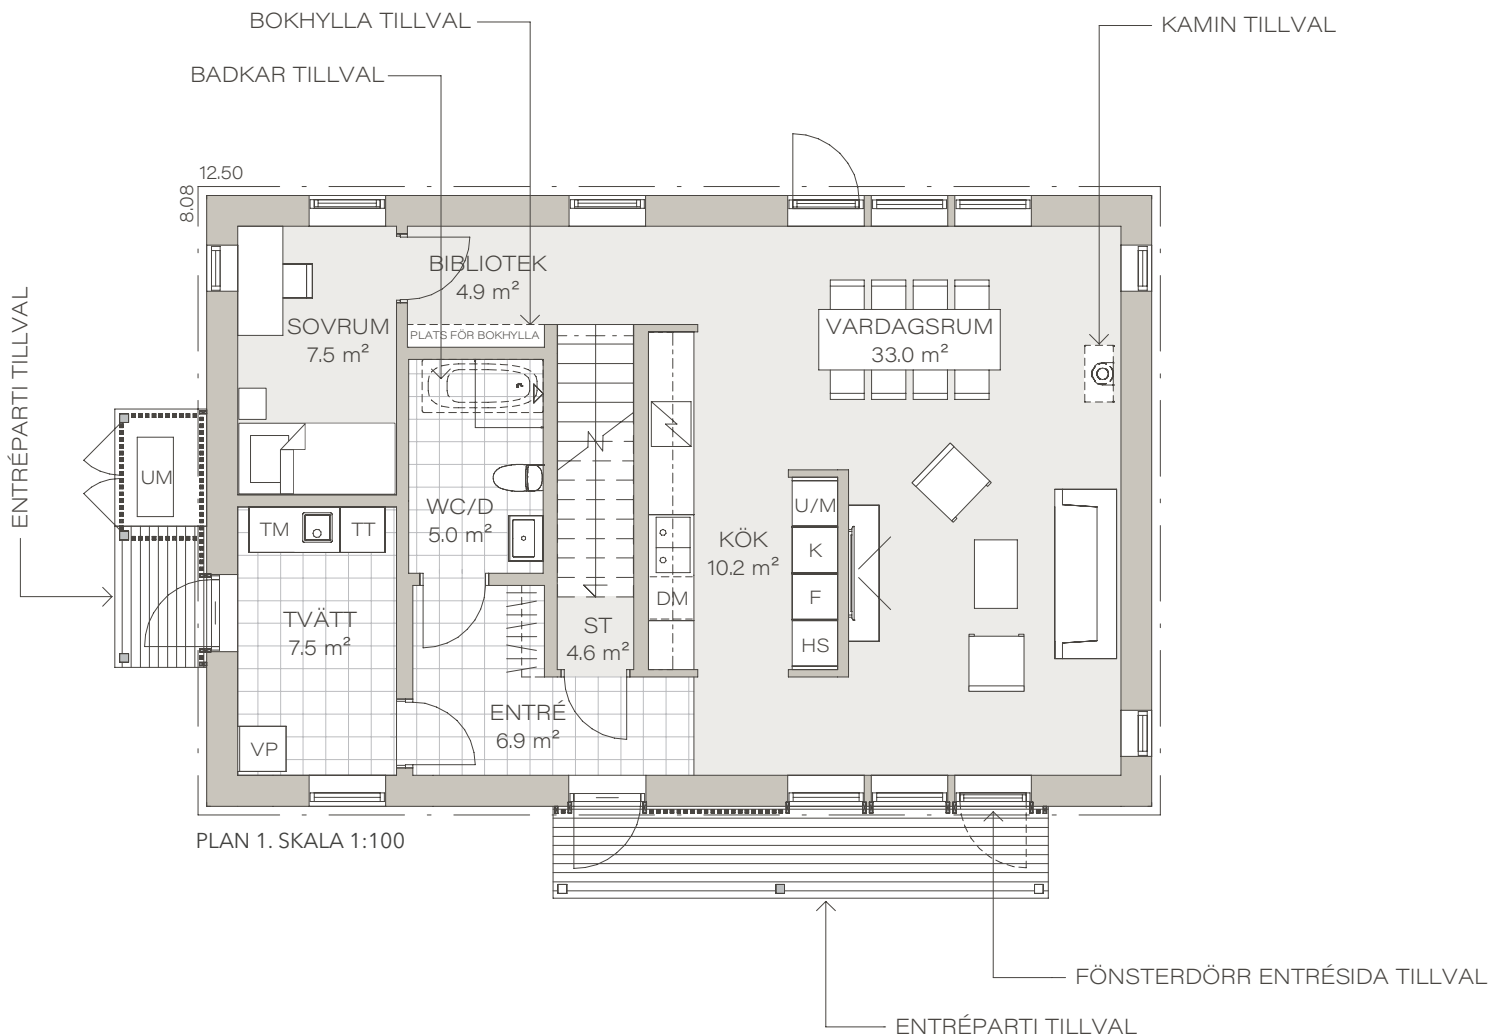 BOKHYLLA TILLVAL
KAMIN TILLVAL
BADKAR TILLVAL
12.50
8.08
BIBLIOTEK
4.9 m²
SOVRUM
7.5 m²
PLATS FÖR BOKHYLLA
VARDAGSRUM
33.0 m²
ENTRÉPARTI TILLVAL
UM
WC/D
5.0 m²
TM
TT
U/M
KÖK
10.2 m²
K
F
DM
HS
TVÄTT
7.5 m²
ST
4.6 m²
ENTRÉ
6.9 m²
VP
PLAN 1. SKALA 1:100
FÖNSTERDÖRR ENTRÉSIDA TILLVAL
ENTRÉPARTI TILLVAL